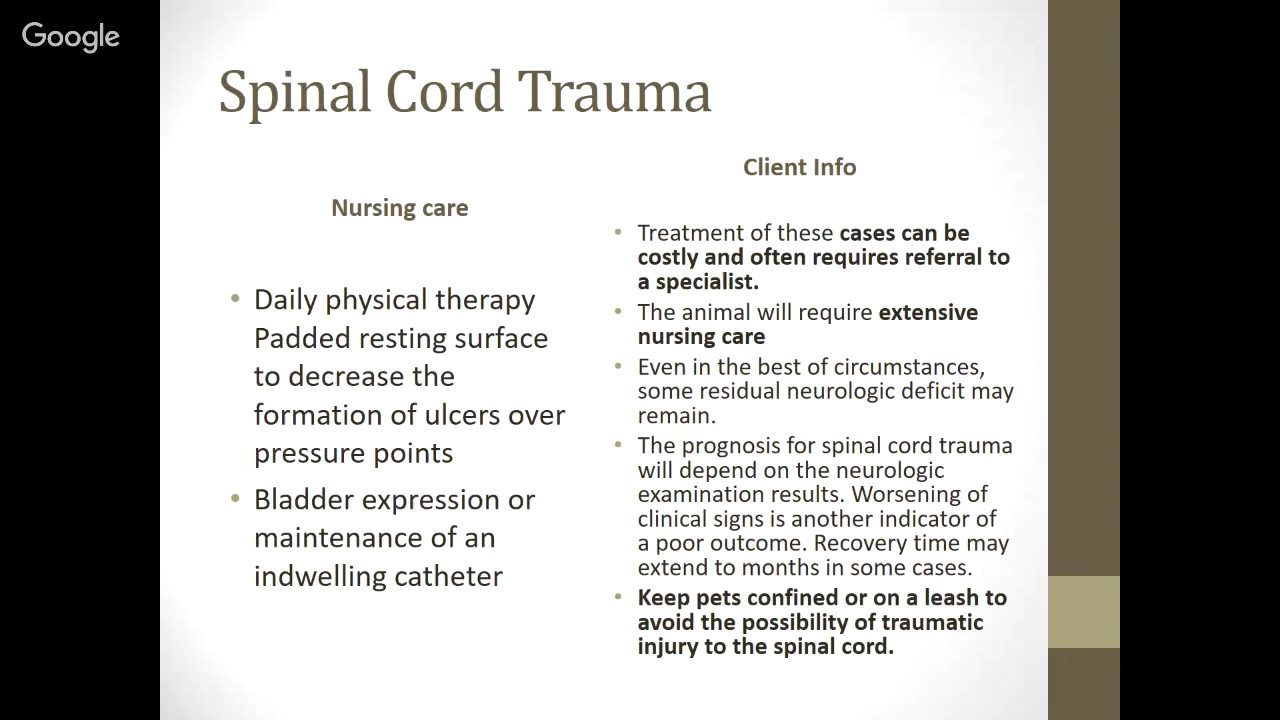 Google
Spinal Cord Trauma
Nursing care
• Daily physical therapy
Padded resting surface
to decrease the
formation of ulcers over
pressure points
• Bladder expression or
maintenance of an
indwelling catheter
Client Info
• Treatment of these cases can be
costly and often requires referral to
a specialist.
• The animal will require extensive
nursing care
• Even in the best of circumstances,
some residual neurologic deficit may
remain.
• The prognosis for spinal cord trauma
will depend on the neurologic
examination results. Worsening of
clinical signs is another indicator of
a poor outcome. Recovery time may
extend to months in some cases.
• Keep pets confined or on a leash to
avoid the possibility of traumatic
injury to the spinal cord.